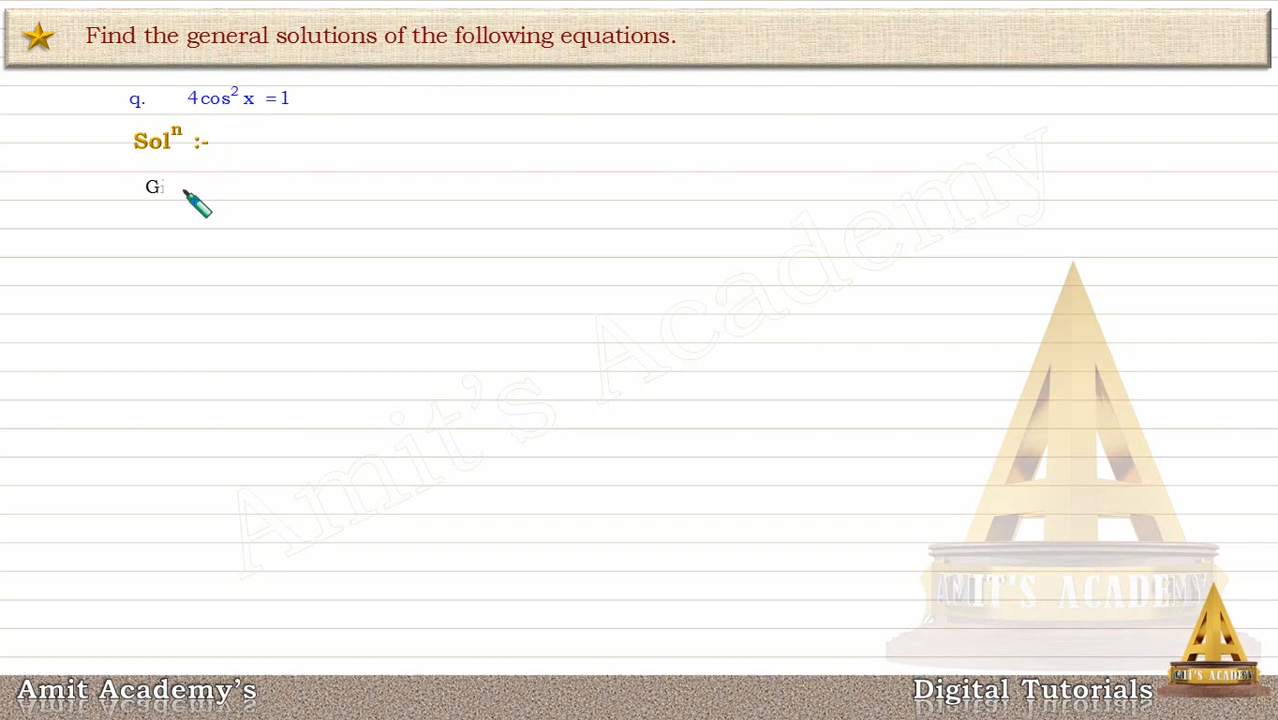 Find the general solutions of the following equations.
q. 4cos² x = 1
Solⁿ :-
Gi
Amit's Academy
AMIT'S ACADEMY
Amit Academy's
Digital Tutorials